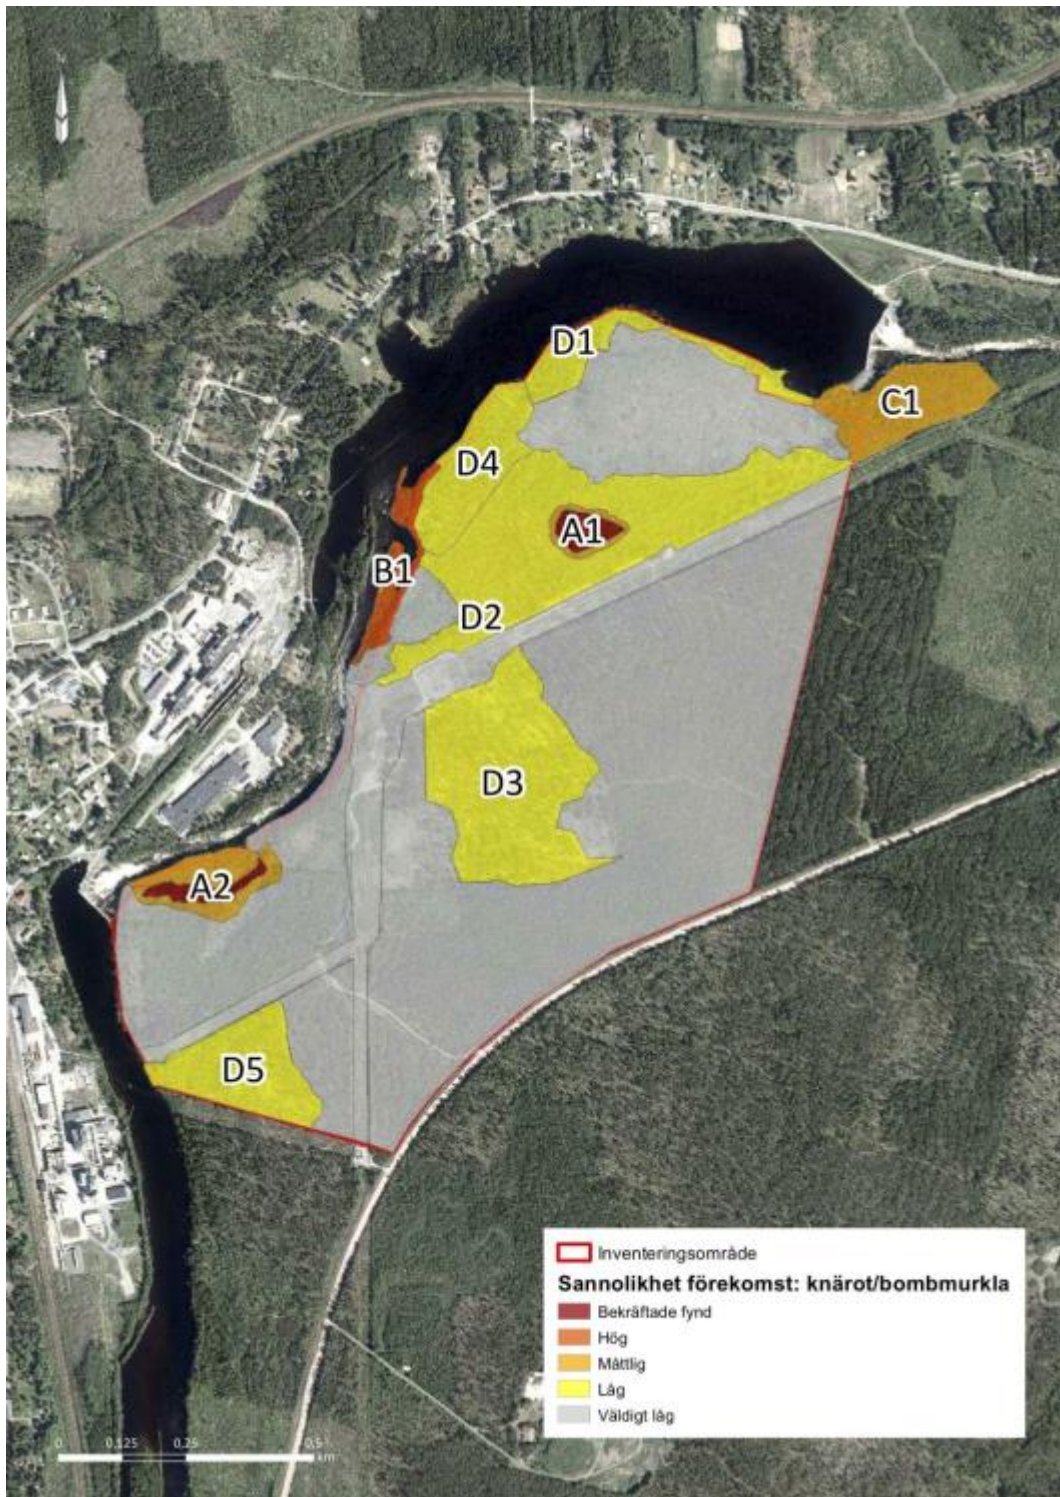 D1
C1
D4
A1
B1
D2
D3
A2
D5
Inventeringsområde
Sannolikhet förekomst: knärot/bombmurkla
Bekräftade fynd
Hög
Måttlig
Låg
Väldigt låg
0 0,125 0,25 0,5
km